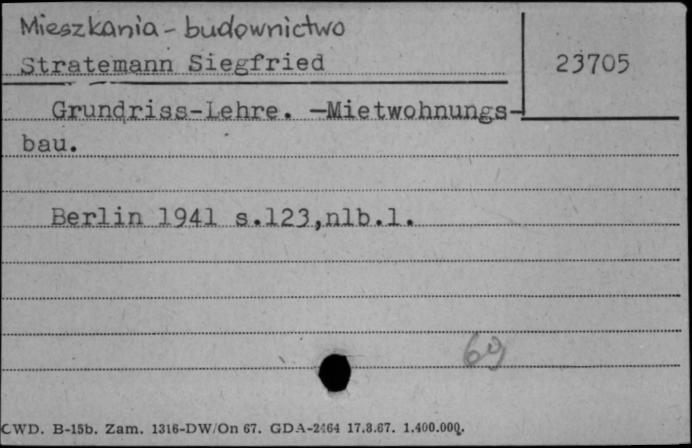 Mieszkania - budownictwo
Stratemann Siegfried
23705
Grundriss-Lehre. —Mietwohnungs-
bau.
Berlin 1941 s.123,nlb.1.
69
CWD. B-15b. Zam. 1316-DW/On 67. GDA-2464 17.8.67. 1.400.000.